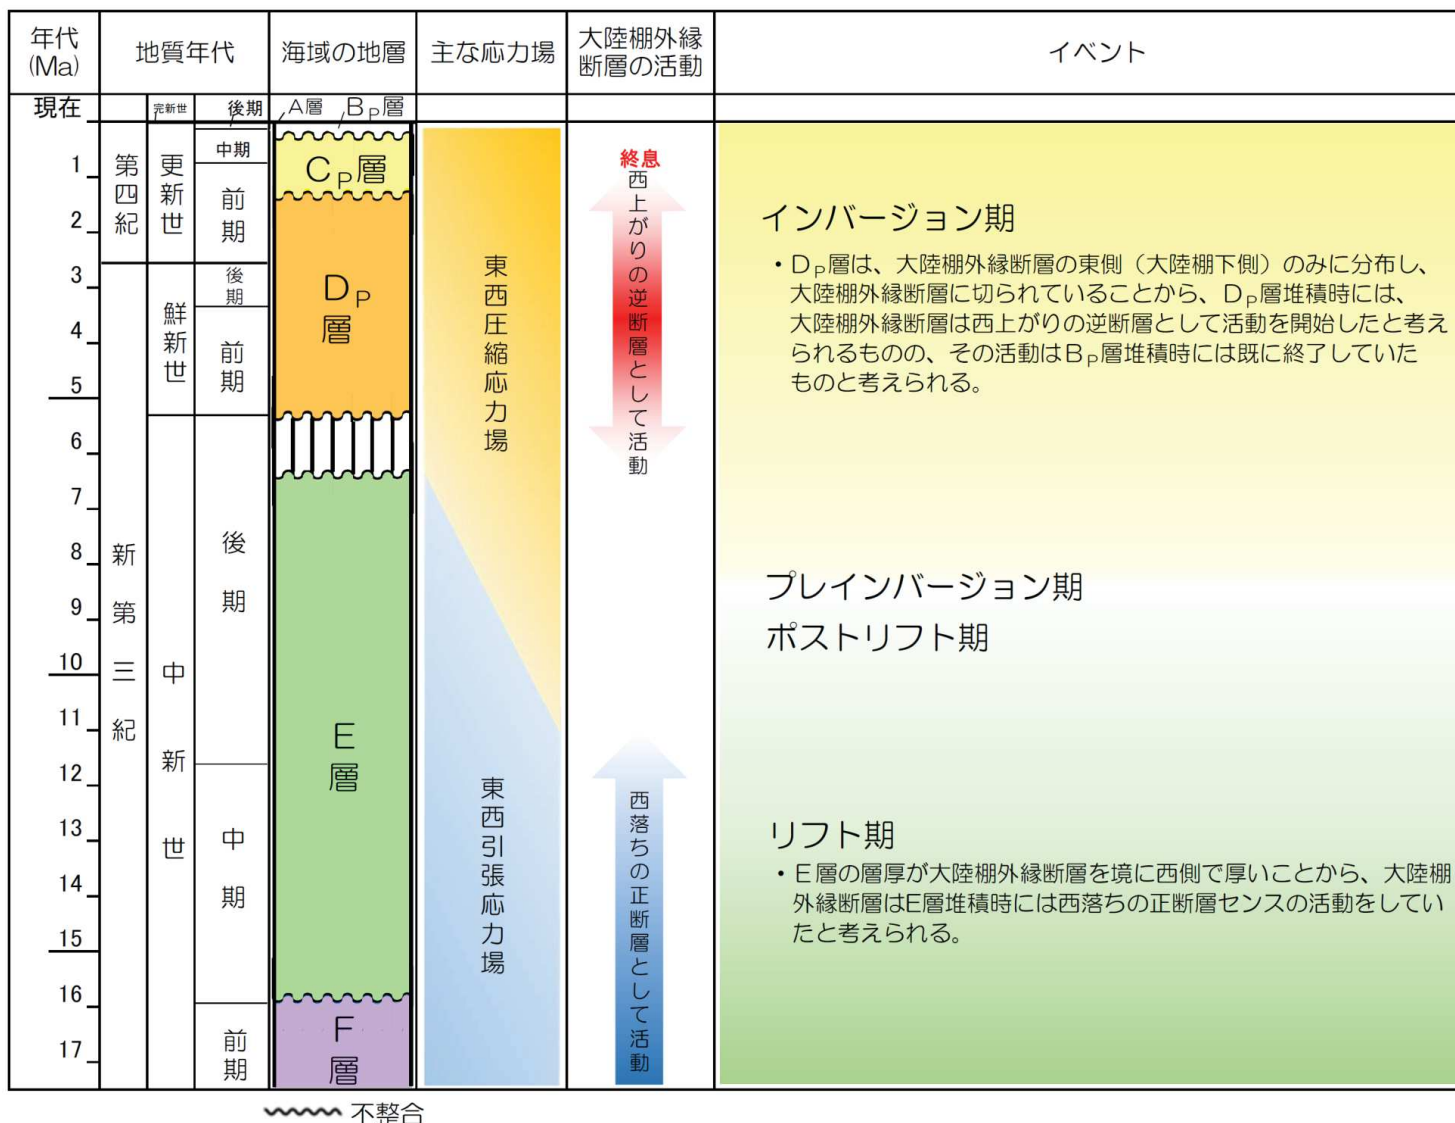 年代
(Ma)
地質年代
海域の地層
主な応力場
大陸棚外縁
断層の活動
イベント
現在
完新世
後期
A層
BP層
1
2
3
4
5
6
7
8
9
10
11
12
13
14
15
16
17
第四紀
新第三紀
更新世
鮮新世
中新世
中期
前期
後期
前期
後期
中期
前期
CP層
DP
層
E
層
F
層
東西圧縮応力場
東西引張応力場
終息
西上がりの逆断層として活動
西落ちの正断層として活動
インバージョン期
・DP層は、大陸棚外縁断層の東側（大陸棚下側）のみに分布し、
大陸棚外縁断層に切られていることから、DP層堆積時には、
大陸棚外縁断層は西上がりの逆断層として活動を開始したと考え
られるものの、その活動はBP層堆積時には既に終了していた
ものと考えられる。
プレインバージョン期
ポストリフト期
リフト期
・E層の層厚が大陸棚外縁断層を境に西側で厚いことから、大陸棚
外縁断層はE層堆積時には西落ちの正断層センスの活動をしてい
たと考えられる。
不整合